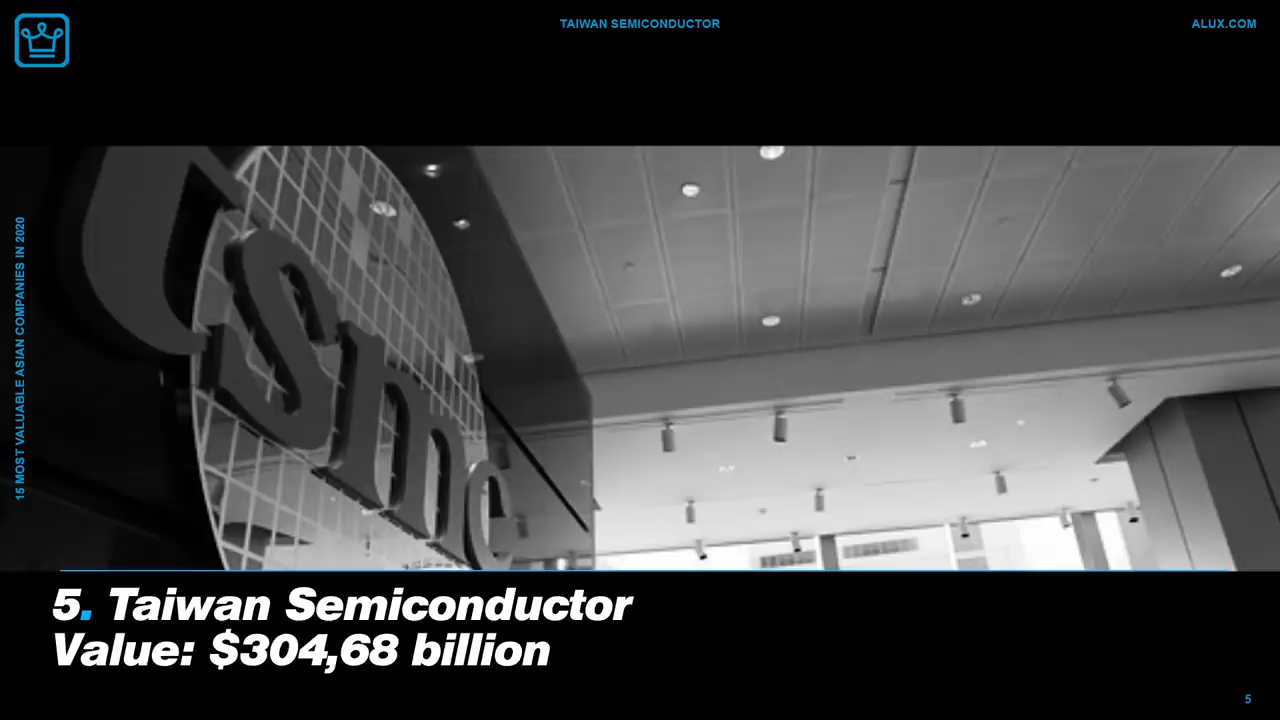 TAIWAN SEMICONDUCTOR
ALUX.COM
15 MOST VALUABLE ASIAN COMPANIES IN 2020
tsmc
5. Taiwan Semiconductor
Value: $304,68 billion
5